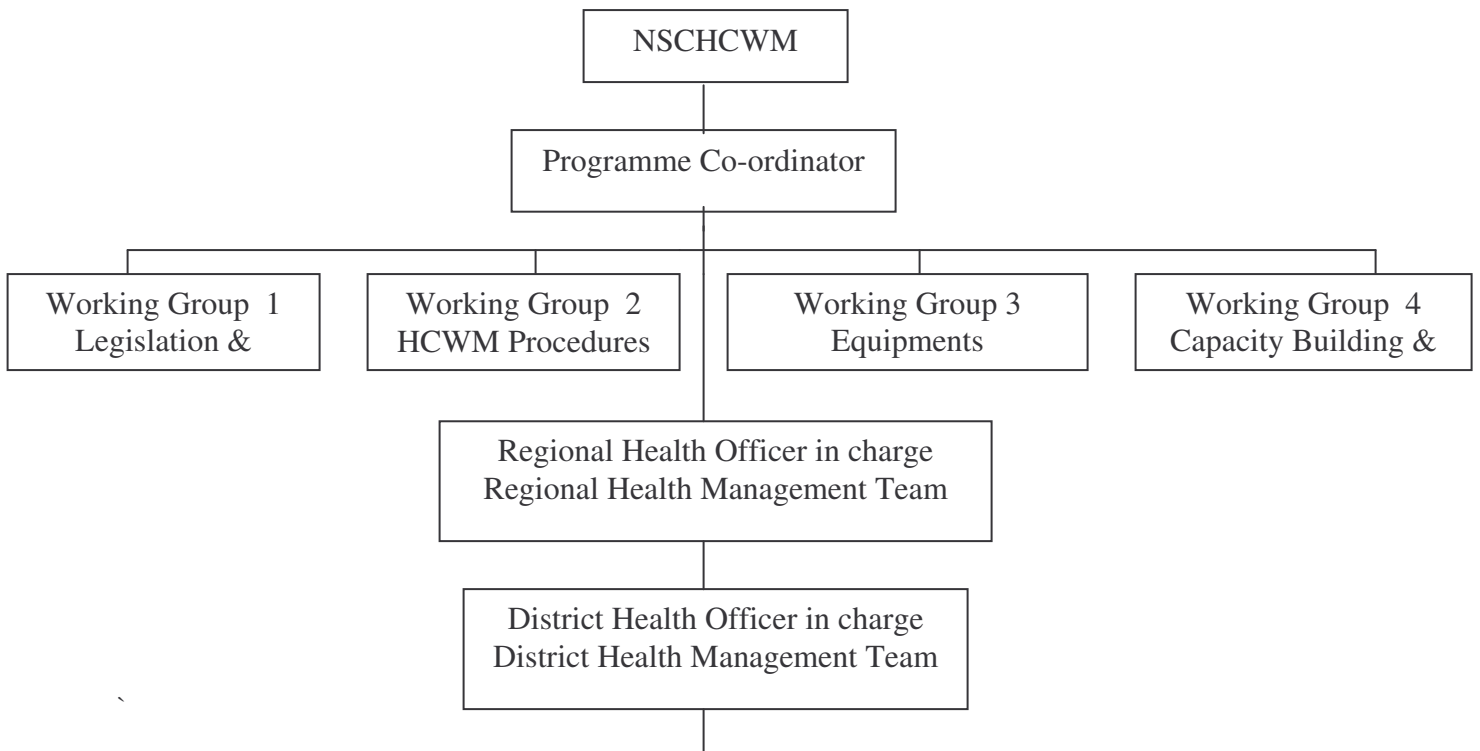 NSCHCWM
Programme Co-ordinator
Working Group 1
Legislation &
Working Group 2
HCWM Procedures
Working Group 3
Equipments
Working Group 4
Capacity Building &
Regional Health Officer in charge
Regional Health Management Team
District Health Officer in charge
District Health Management Team
`